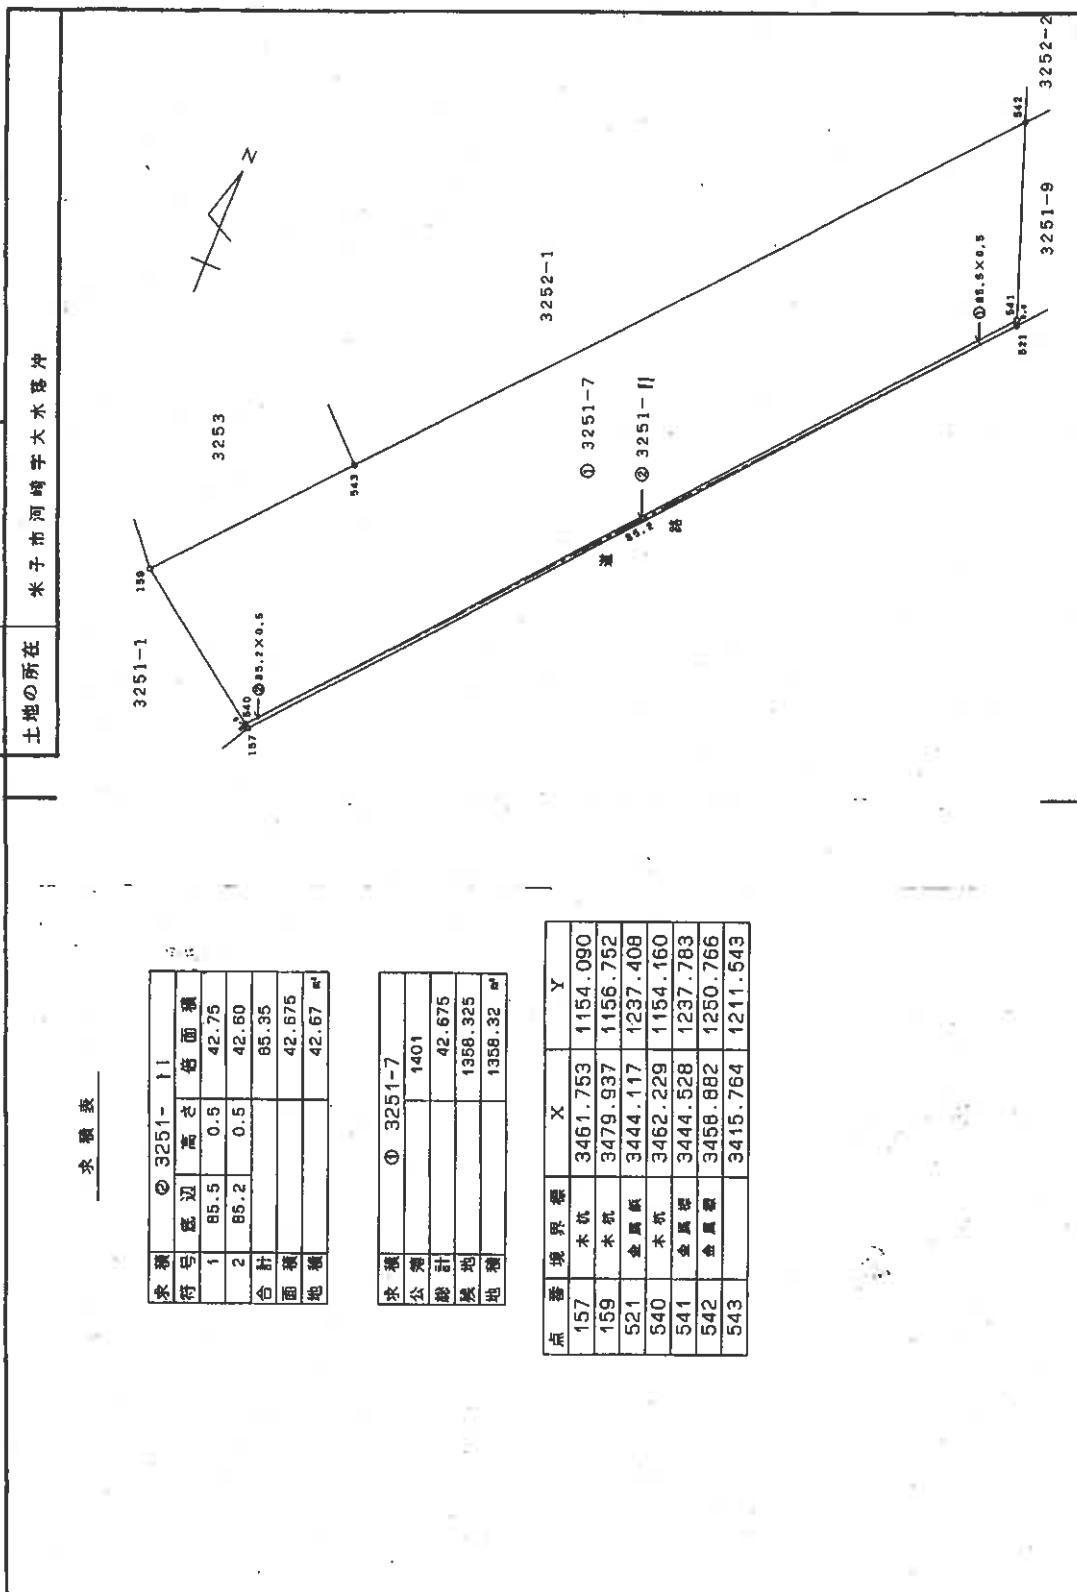 土地の所在 米子市河崎字大水落沖
求積表
求積 ② 3251-11
符号 底辺 高さ 倍面積
1 85.5 0.5 42.75
2 85.2 0.5 42.60
合計 85.35
面積 42.675
地積 42.67 ㎡
求積 ① 3251-7
公簿 1401
総計 42.675
残地 1358.325
地積 1358.32 ㎡
点番 境界標 X Y
157 木杭 3461.753 1154.090
159 木杭 3479.937 1156.752
521 金属鋲 3444.117 1237.408
540 木杭 3462.229 1154.160
541 金属標 3444.528 1237.783
542 金属標 3458.882 1260.766
543 3415.764 1211.543
3251-1
3253
3252-1
3252-2
3251-9
① 3251-7
② 3251-11
道路
85.2
②85.2×0.5
①85.5×0.5
157
540
159
543
542
541
521
N